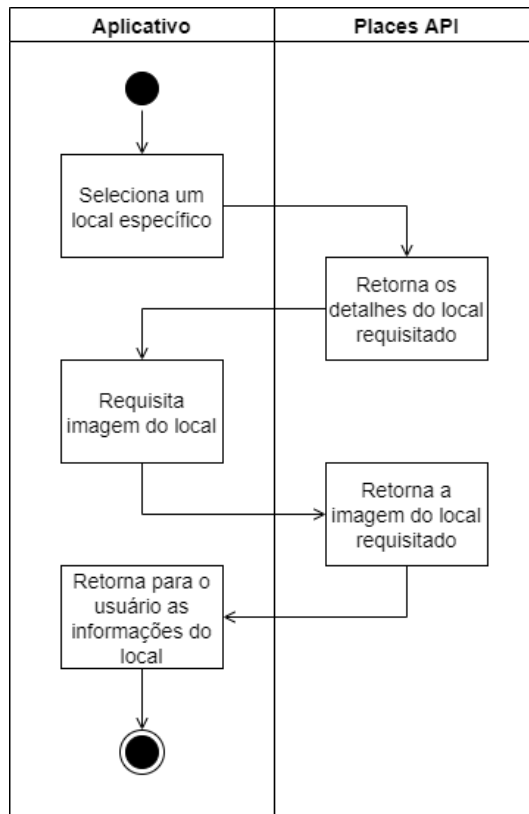 Aplicativo
Places API
Seleciona um
local específico
Retorna os
detalhes do local
requisitado
Requisita
imagem do local
Retorna a
imagem do local
requisitado
Retorna para o
usuário as
informações do
local